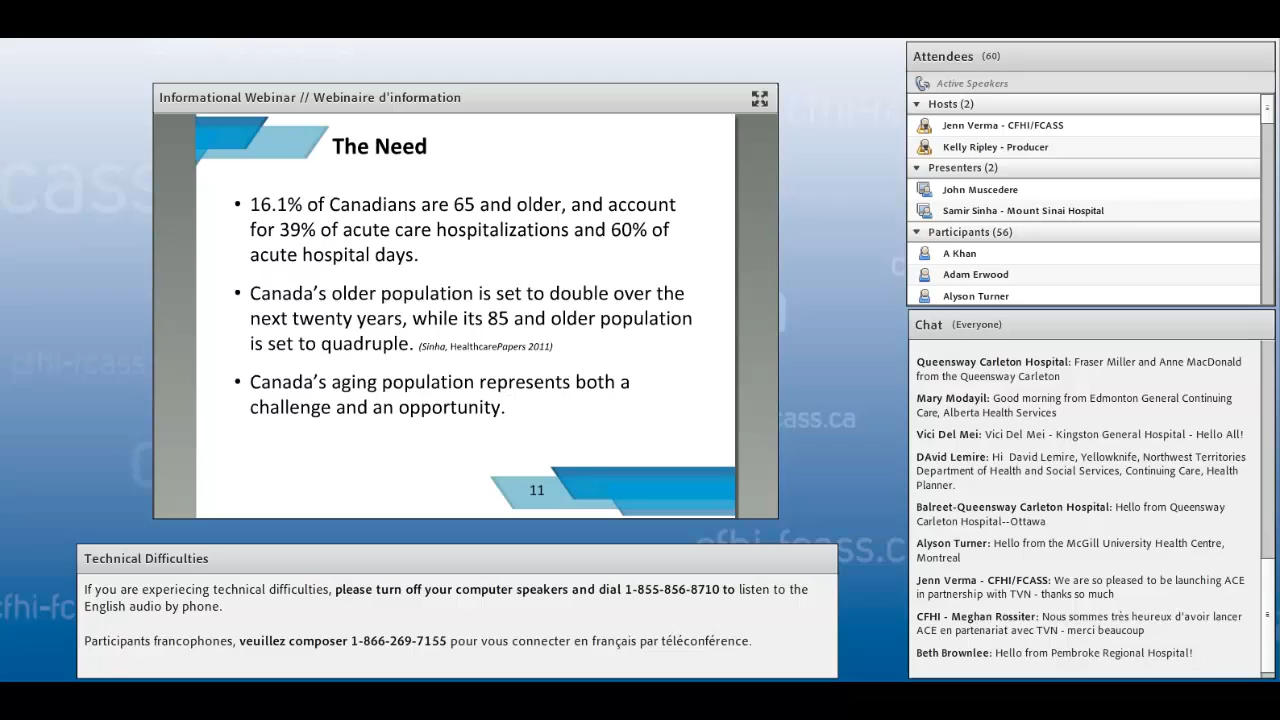 Informational Webinar // Webinaire d'information
The Need
• 16.1% of Canadians are 65 and older, and account
for 39% of acute care hospitalizations and 60% of
acute hospital days.
• Canada's older population is set to double over the
next twenty years, while its 85 and older population
is set to quadruple. (Sinha, HealthcarePapers 2011)
• Canada's aging population represents both a
challenge and an opportunity.
11
Technical Difficulties
If you are experiecing technical difficulties, please turn off your computer speakers and dial 1-855-856-8710 to listen to the
English audio by phone.
Participants francophones, veuillez composer 1-866-269-7155 pour vous connecter en français par téléconférence.
Attendees (60)
Active Speakers
Hosts (2)
Jenn Verma - CFHI/FCASS
Kelly Ripley - Producer
Presenters (2)
John Muscedere
Samir Sinha - Mount Sinai Hospital
Participants (56)
A Khan
Adam Erwood
Alyson Turner
Chat (Everyone)
Queensway Carleton Hospital: Fraser Miller and Anne MacDonald
from the Queensway Carleton
Mary Modayil: Good morning from Edmonton General Continuing
Care, Alberta Health Services
Vici Del Mei: Vici Del Mei - Kingston General Hospital - Hello All!
DAvid Lemire: Hi David Lemire, Yellowknife, Northwest Territories
Department of Health and Social Services, Continuing Care, Health
Planner.
Balreet-Queensway Carleton Hospital: Hello from Queensway
Carleton Hospital--Ottawa
Alyson Turner: Hello from the McGill University Health Centre,
Montreal
Jenn Verma - CFHI/FCASS: We are so pleased to be launching ACE
in partnership with TVN - thanks so much
CFHI - Meghan Rossiter: Nous sommes très heureux d'avoir lancer
ACE en partenariat avec TVN - merci beaucoup
Beth Brownlee: Hello from Pembroke Regional Hospital!
cass
cfhi-fcass
cass.ca
cfhi-fcass.c
cfhi-fc